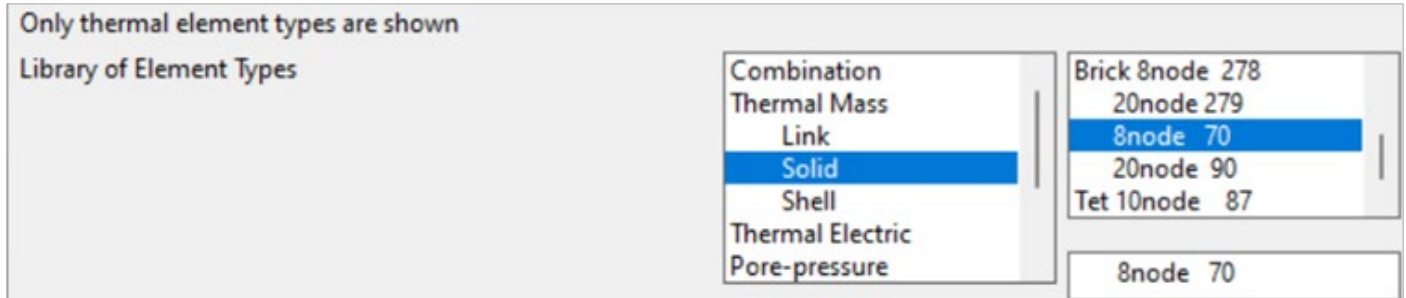 Only thermal element types are shown
Library of Element Types
Combination
Thermal Mass
Link
Solid
Shell
Thermal Electric
Pore-pressure
Brick 8node 278
20node 279
8node 70
20node 90
Tet 10node 87
8node 70